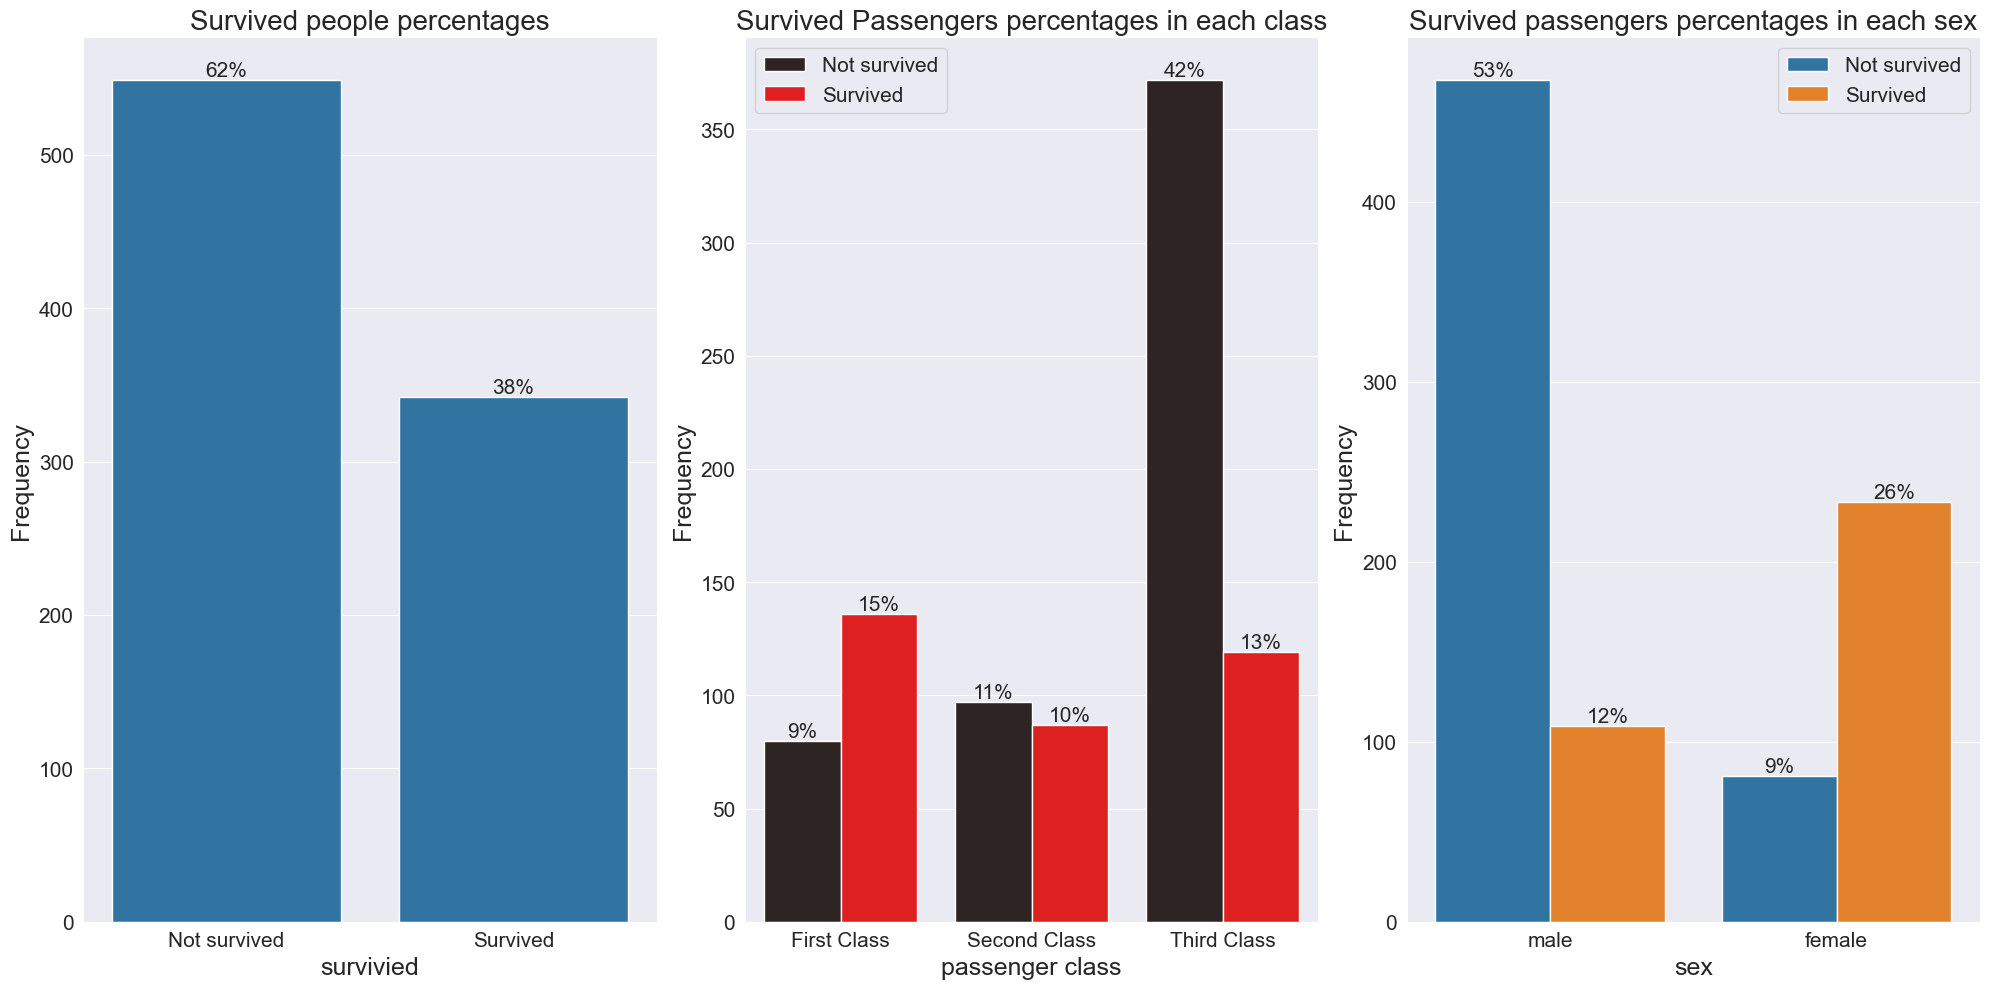 Survived people percentages
62%
38%
500
400
300
200
100
0
Frequency
Not survived
Survived
survivied
Survived Passengers percentages in each class
Not survived
Survived
42%
15%
13%
11%
10%
9%
350
300
250
200
150
100
50
0
Frequency
First Class
Second Class
Third Class
passenger class
Survived passengers percentages in each sex
Not survived
Survived
53%
26%
12%
9%
400
300
200
100
0
Frequency
male
female
sex